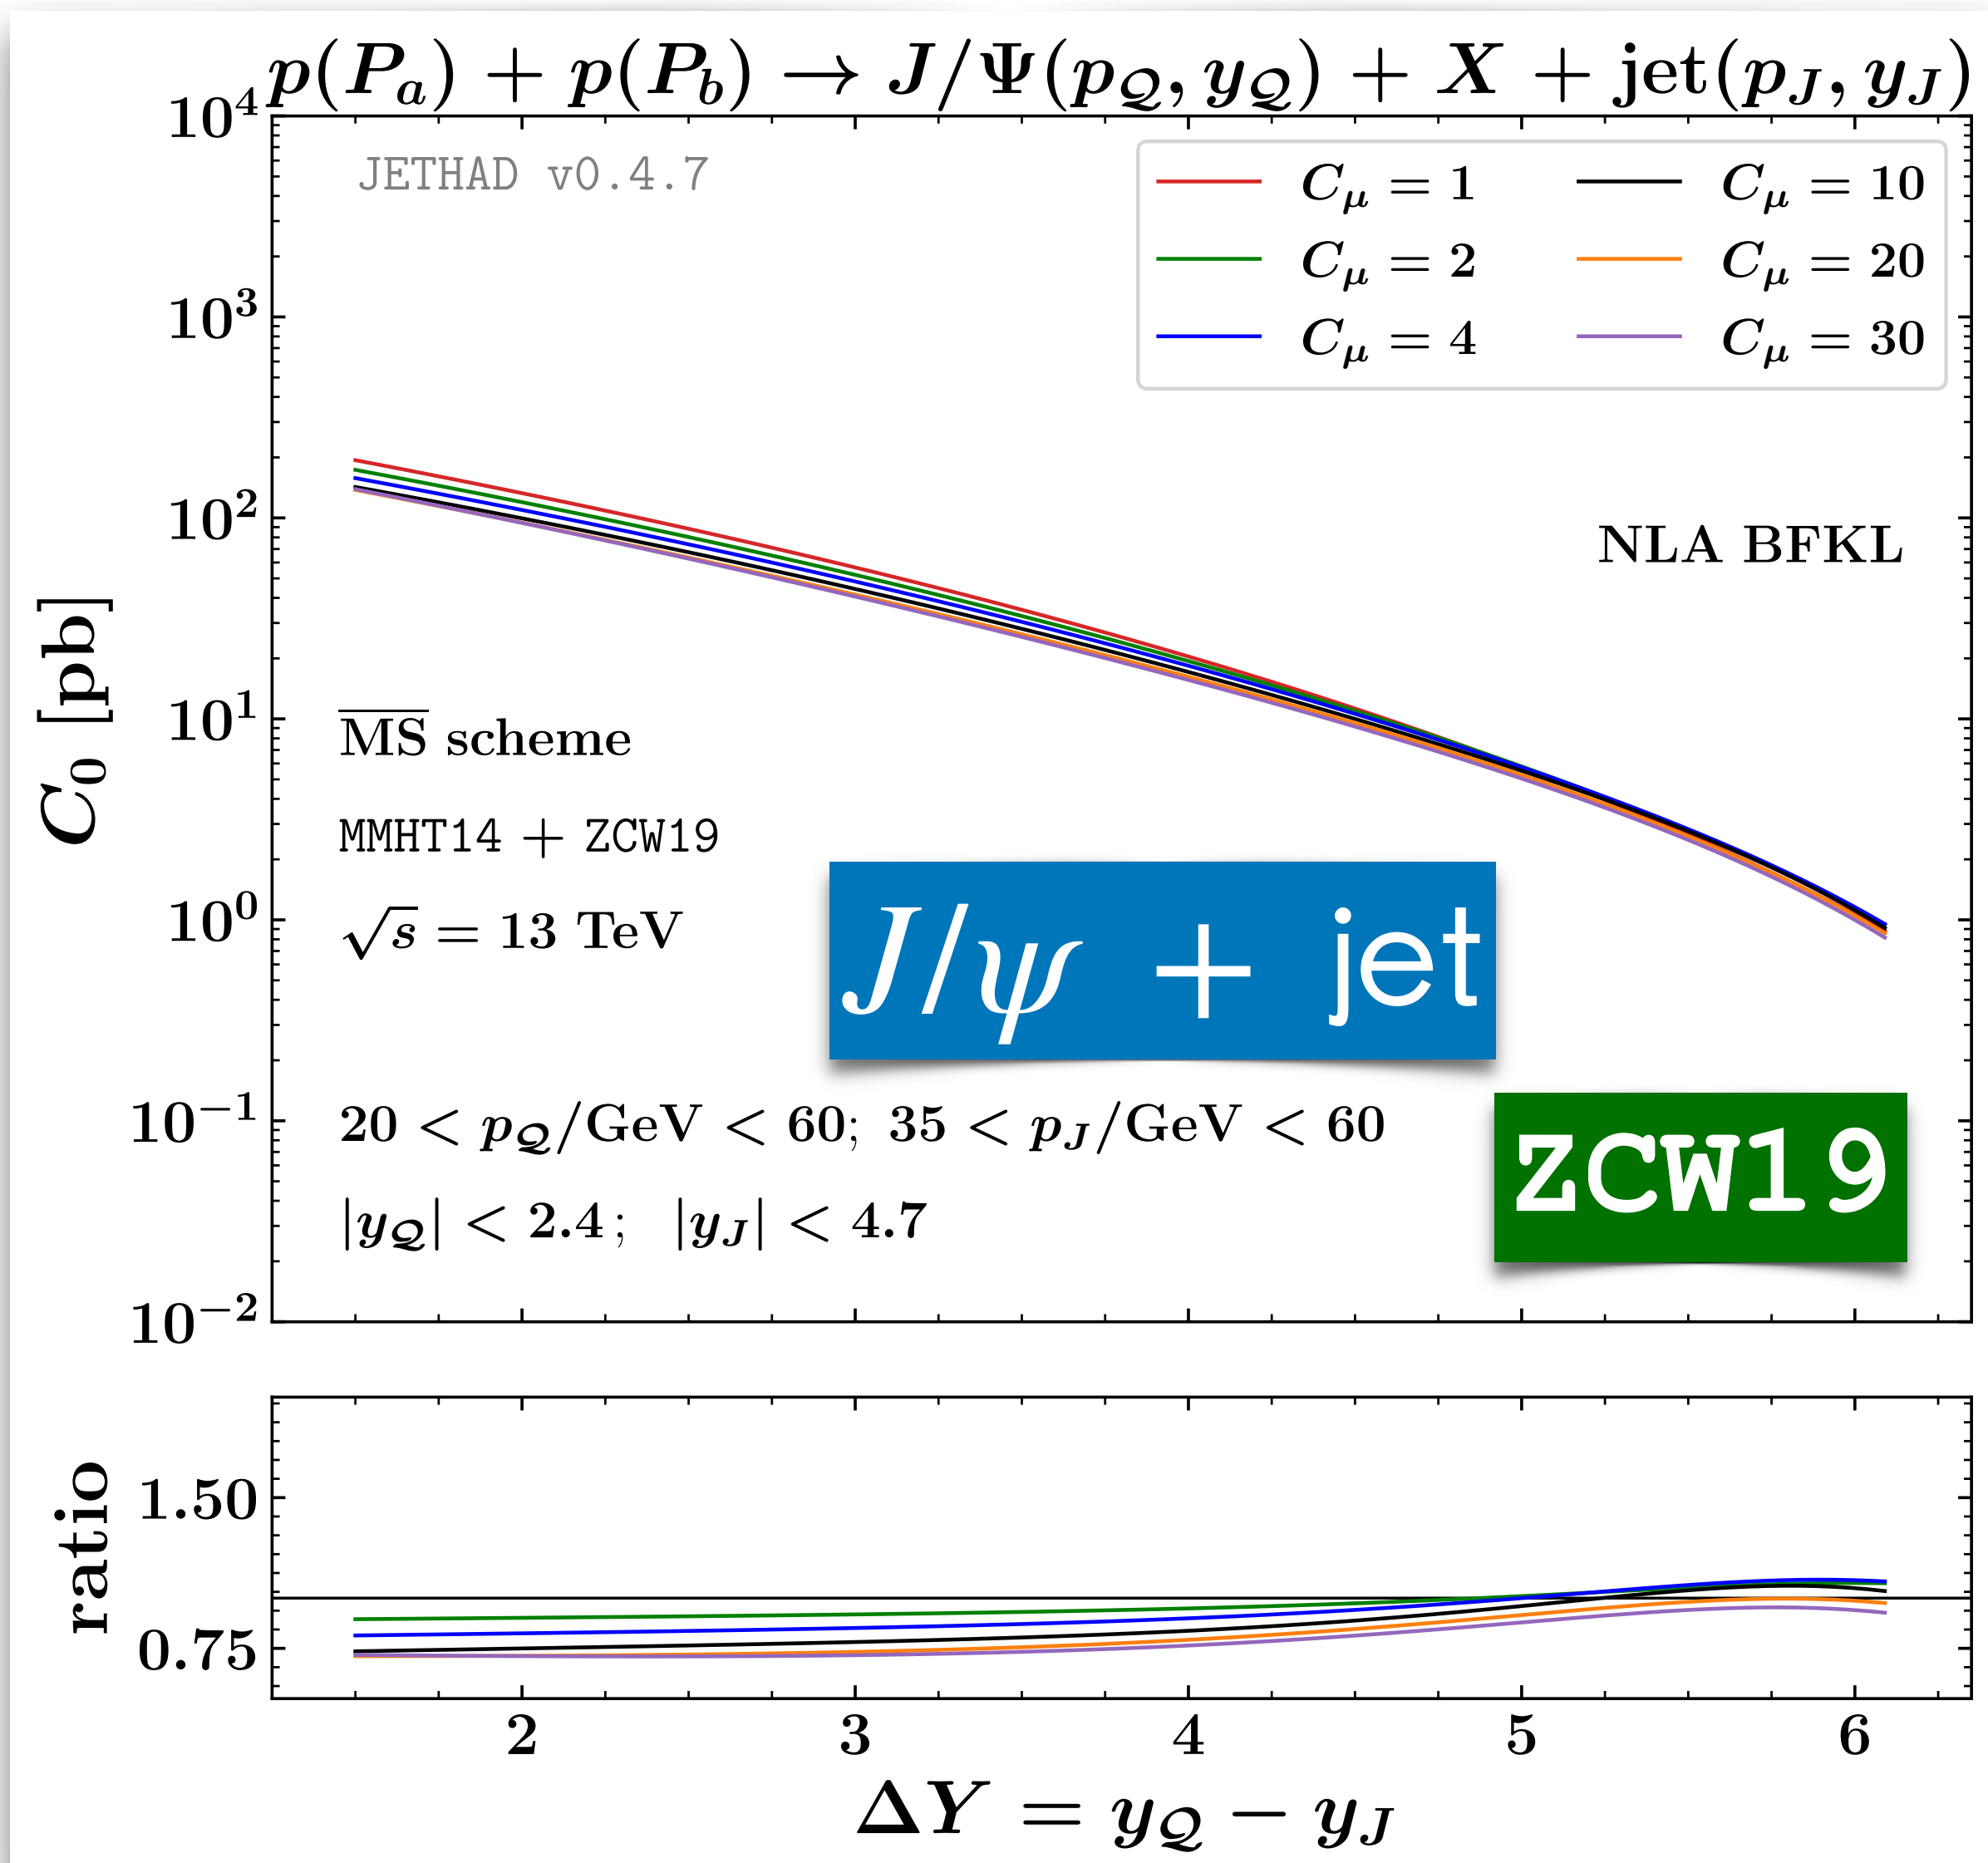 p(P_a) + p(P_b) → J/Ψ(p_𝒬, y_𝒬) + X + jet(p_J, y_J)
JETHAD v0.4.7
C_μ = 1
C_μ = 2
C_μ = 4
C_μ = 10
C_μ = 20
C_μ = 30
NLA BFKL
C_0 [pb]
10^4
10^3
10^2
10^1
10^0
10^−1
10^−2
M̅S̅ scheme
MMHT14 + ZCW19
√s = 13 TeV
J/ψ + jet
20 < p_𝒬/GeV < 60; 35 < p_J/GeV < 60
|y_𝒬| < 2.4; |y_J| < 4.7
ZCW19
ratio
1.50
0.75
2 3 4 5 6
ΔY = y_𝒬 − y_J